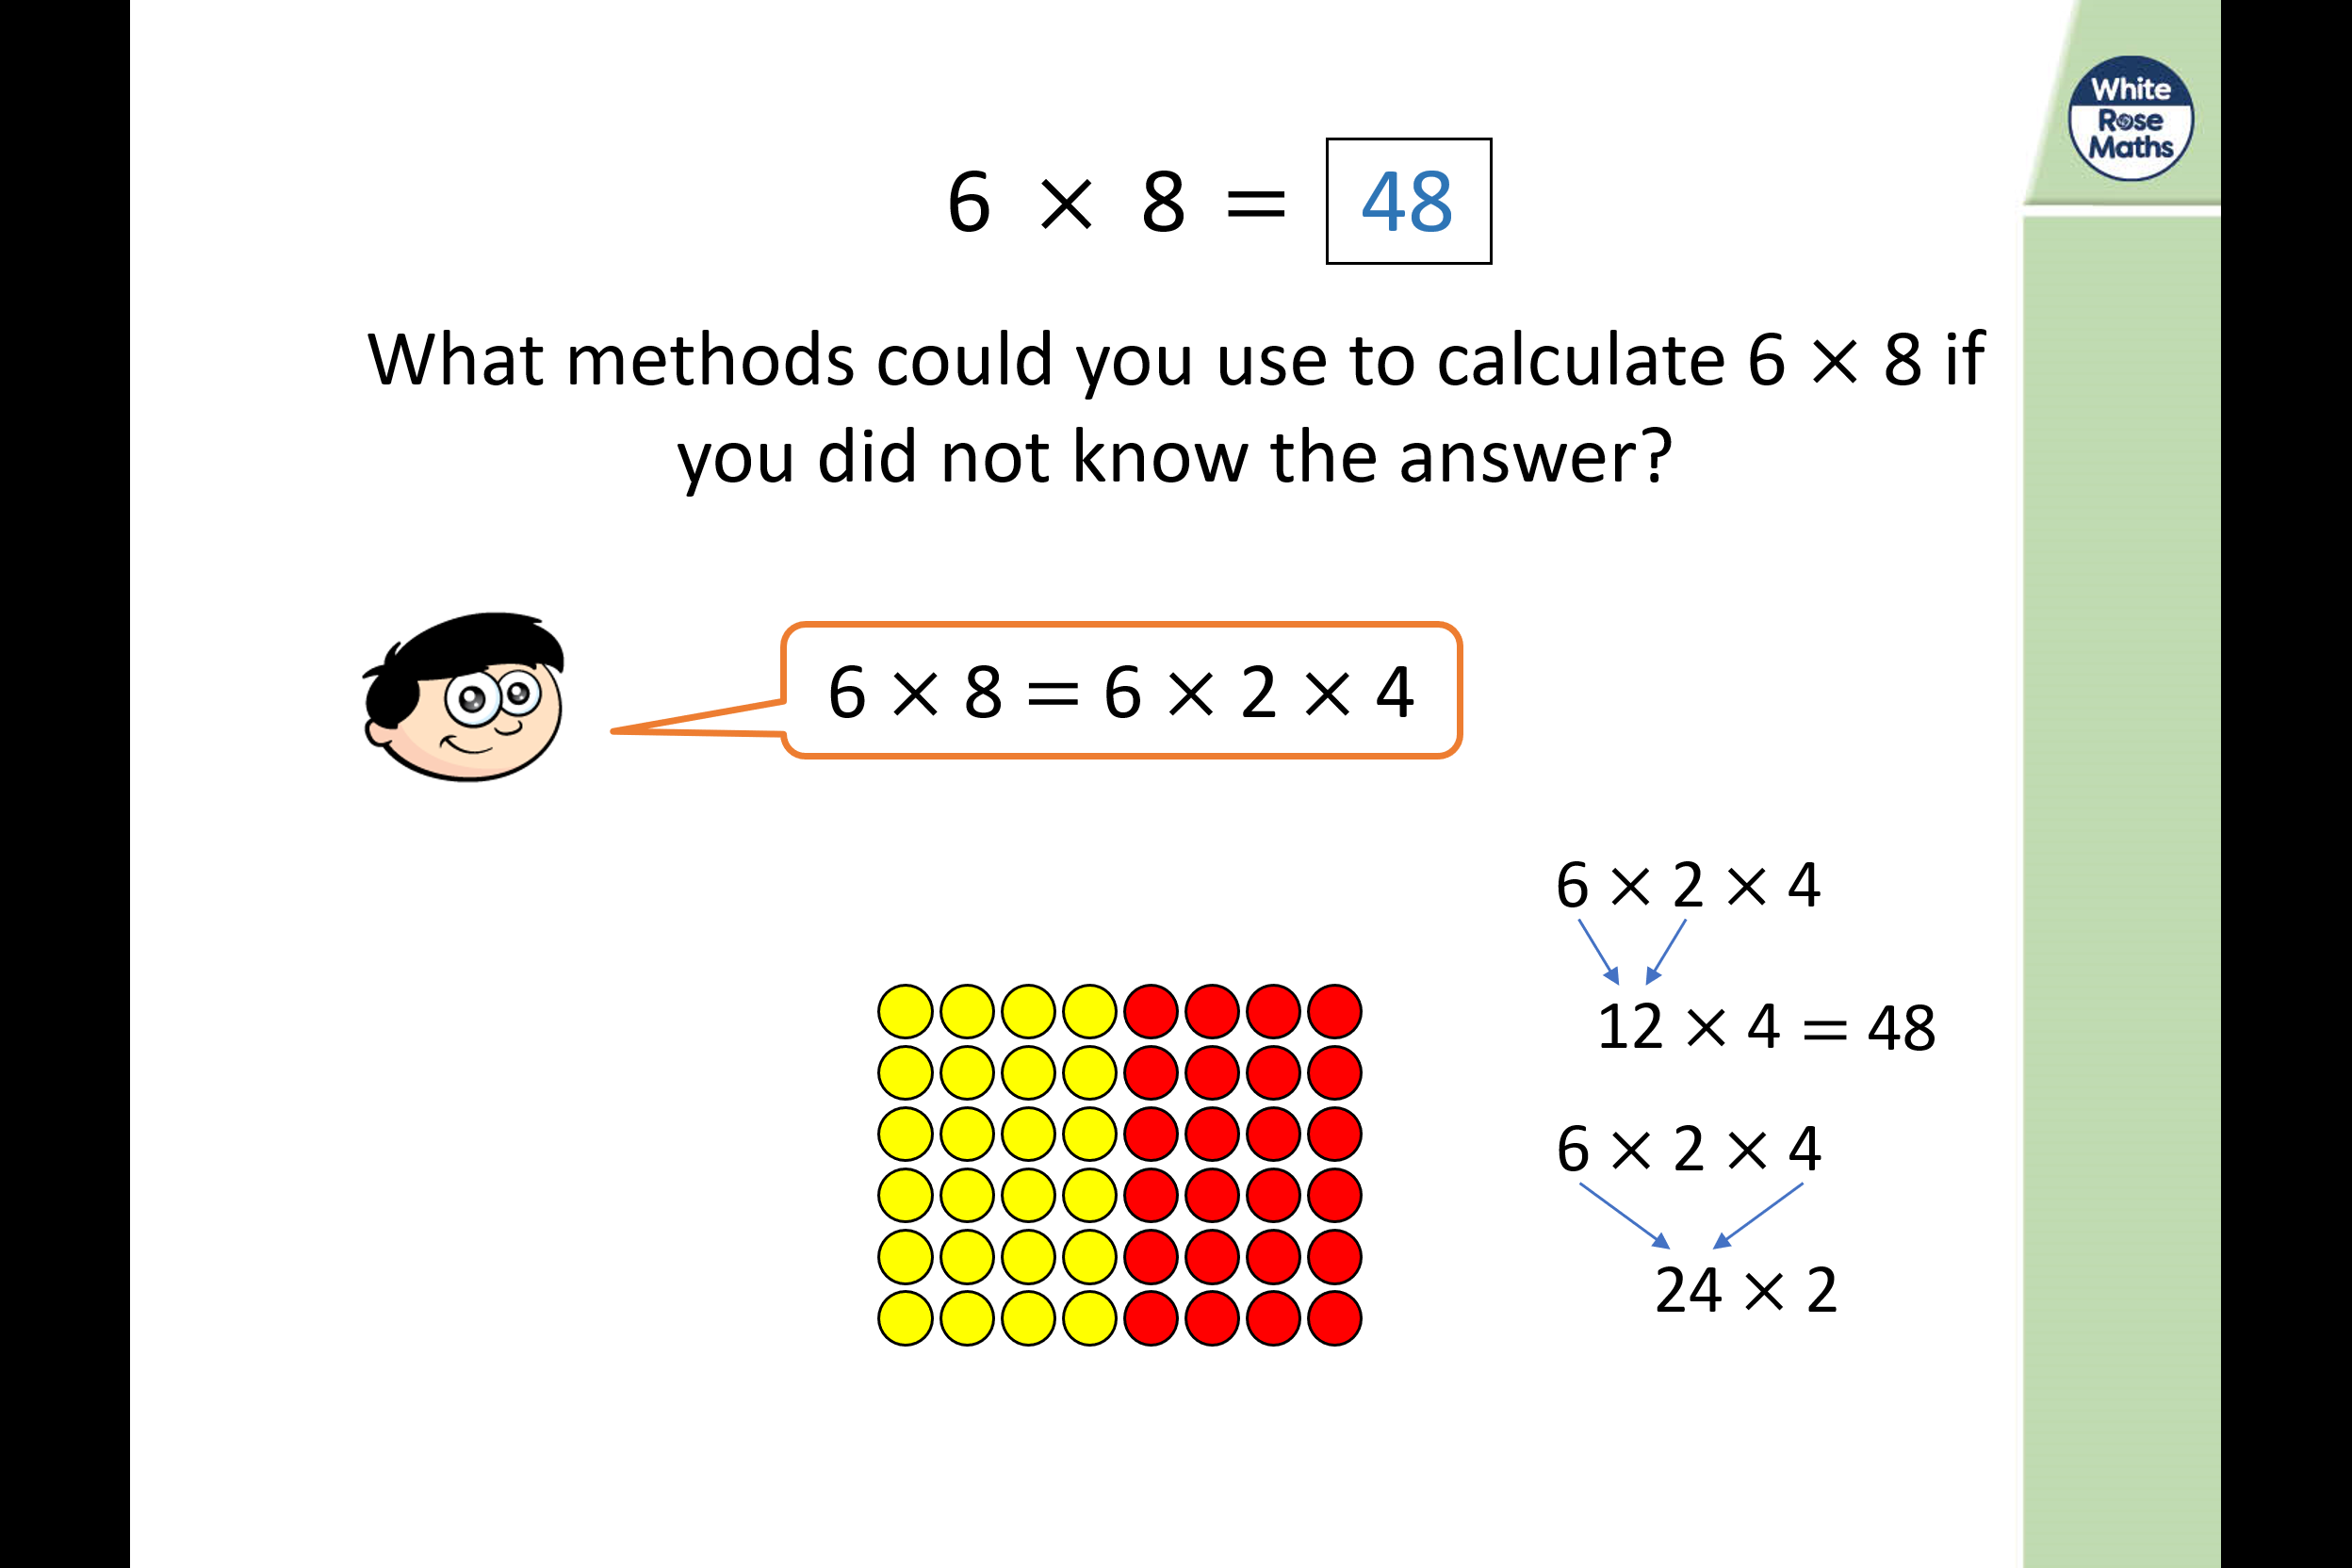 White
Rose
Maths
6 × 8 = 48
What methods could you use to calculate 6 × 8 if
you did not know the answer?
6 × 8 = 6 × 2 × 4
6 × 2 × 4
12 × 4 = 48
6 × 2 × 4
24 × 2